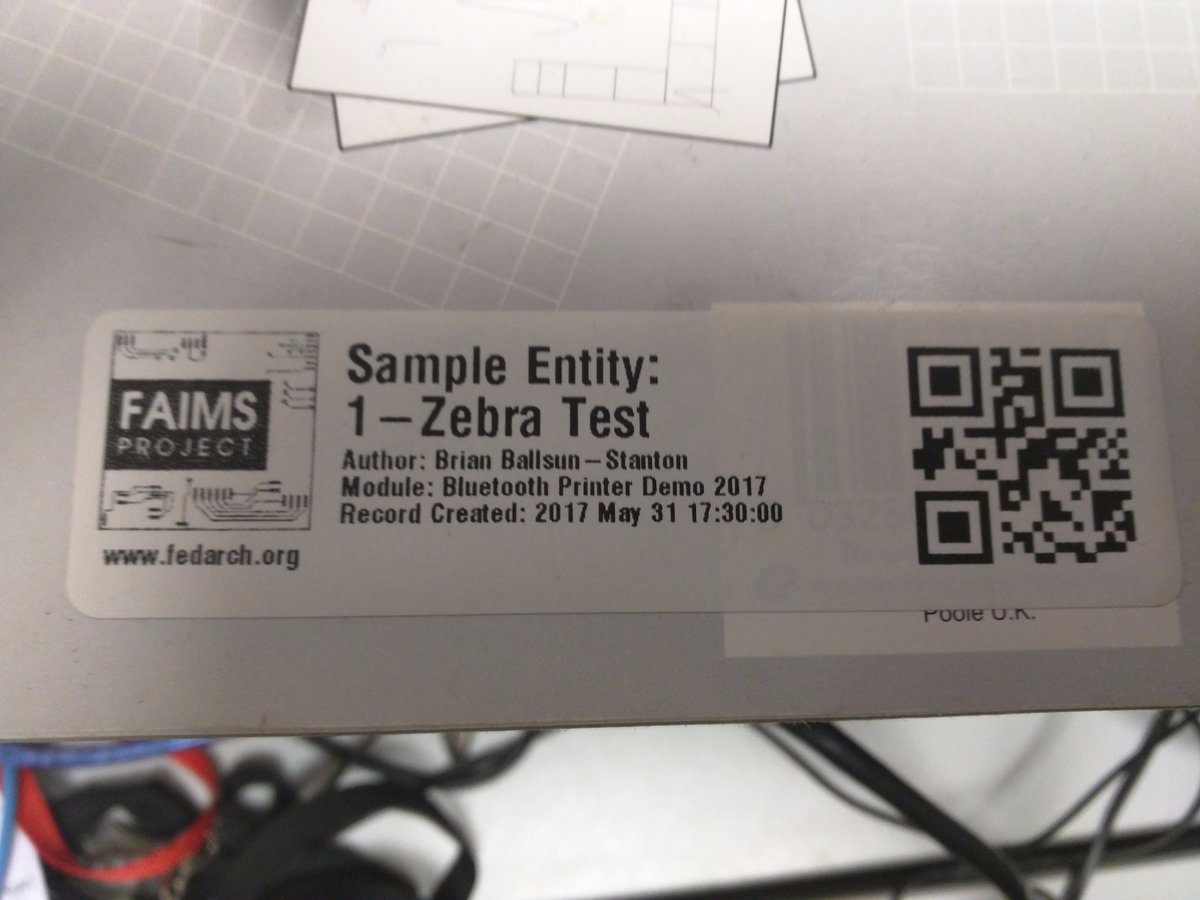 FAIMS
PROJECT
www.fedarch.org
Sample Entity:
1–Zebra Test
Author: Brian Ballsun–Stanton
Module: Bluetooth Printer Demo 2017
Record Created: 2017 May 31 17:30:00
Poole U.K.